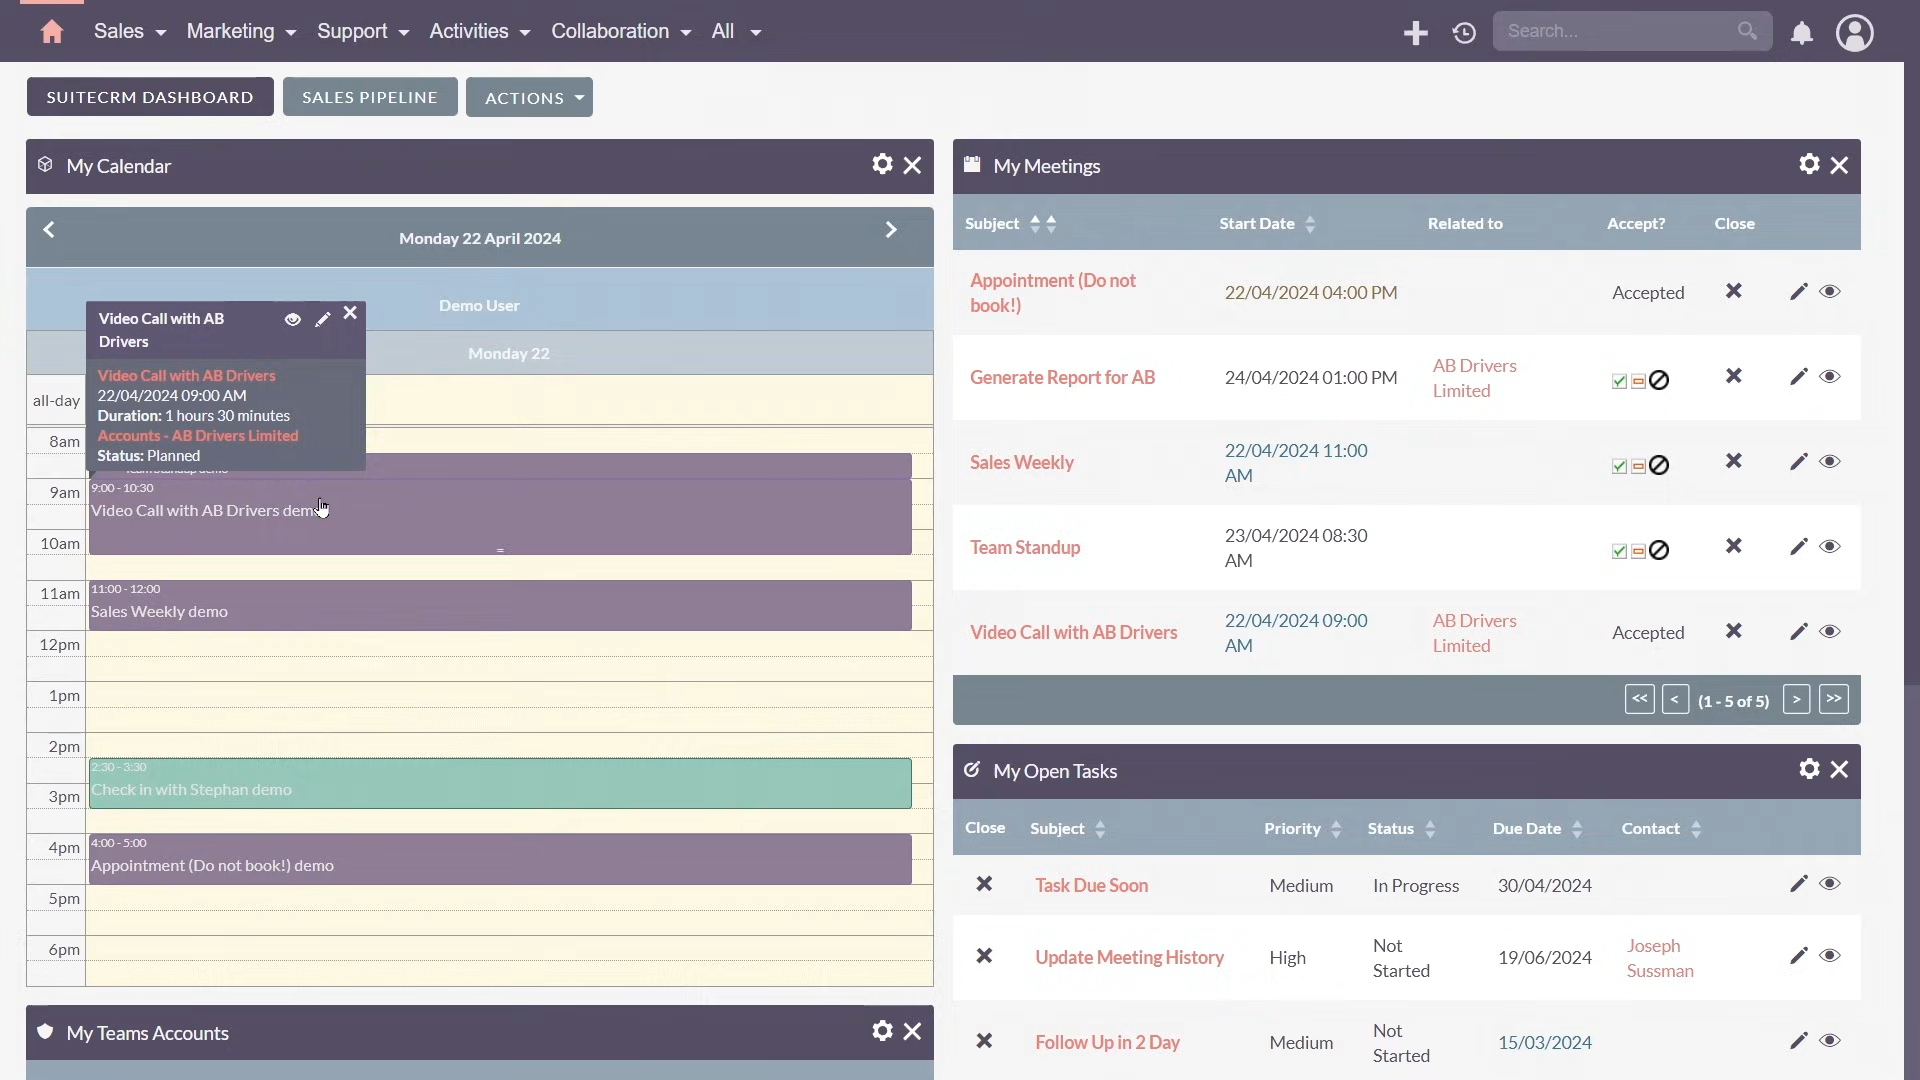 Sales Marketing Support Activities Collaboration All
Search...
SUITECRM DASHBOARD SALES PIPELINE ACTIONS
My Calendar
Monday 22 April 2024
Demo User
Monday 22
Video Call with AB
Drivers
Video Call with AB Drivers
22/04/2024 09:00 AM
Duration: 1 hours 30 minutes
Accounts - AB Drivers Limited
Status: Planned
all-day
8am
9am
9:00 - 10:30
Video Call with AB Drivers demo
10am
11am
11:00 - 12:00
Sales Weekly demo
12pm
1pm
2pm
2:30 - 3:30
Check in with Stephan demo
3pm
4pm
4:00 - 5:00
Appointment (Do not book!) demo
5pm
6pm
My Teams Accounts
My Meetings
Subject Start Date Related to Accept? Close
Appointment (Do not
book!)
22/04/2024 04:00 PM
Accepted
Generate Report for AB
24/04/2024 01:00 PM
AB Drivers
Limited
Sales Weekly
22/04/2024 11:00
AM
Team Standup
23/04/2024 08:30
AM
Video Call with AB Drivers
22/04/2024 09:00
AM
AB Drivers
Limited
Accepted
<< < (1 - 5 of 5) > >>
My Open Tasks
Close Subject Priority Status Due Date Contact
Task Due Soon Medium In Progress 30/04/2024
Update Meeting History High
Not
Started
19/06/2024
Joseph
Sussman
Follow Up in 2 Day Medium
Not
Started
15/03/2024